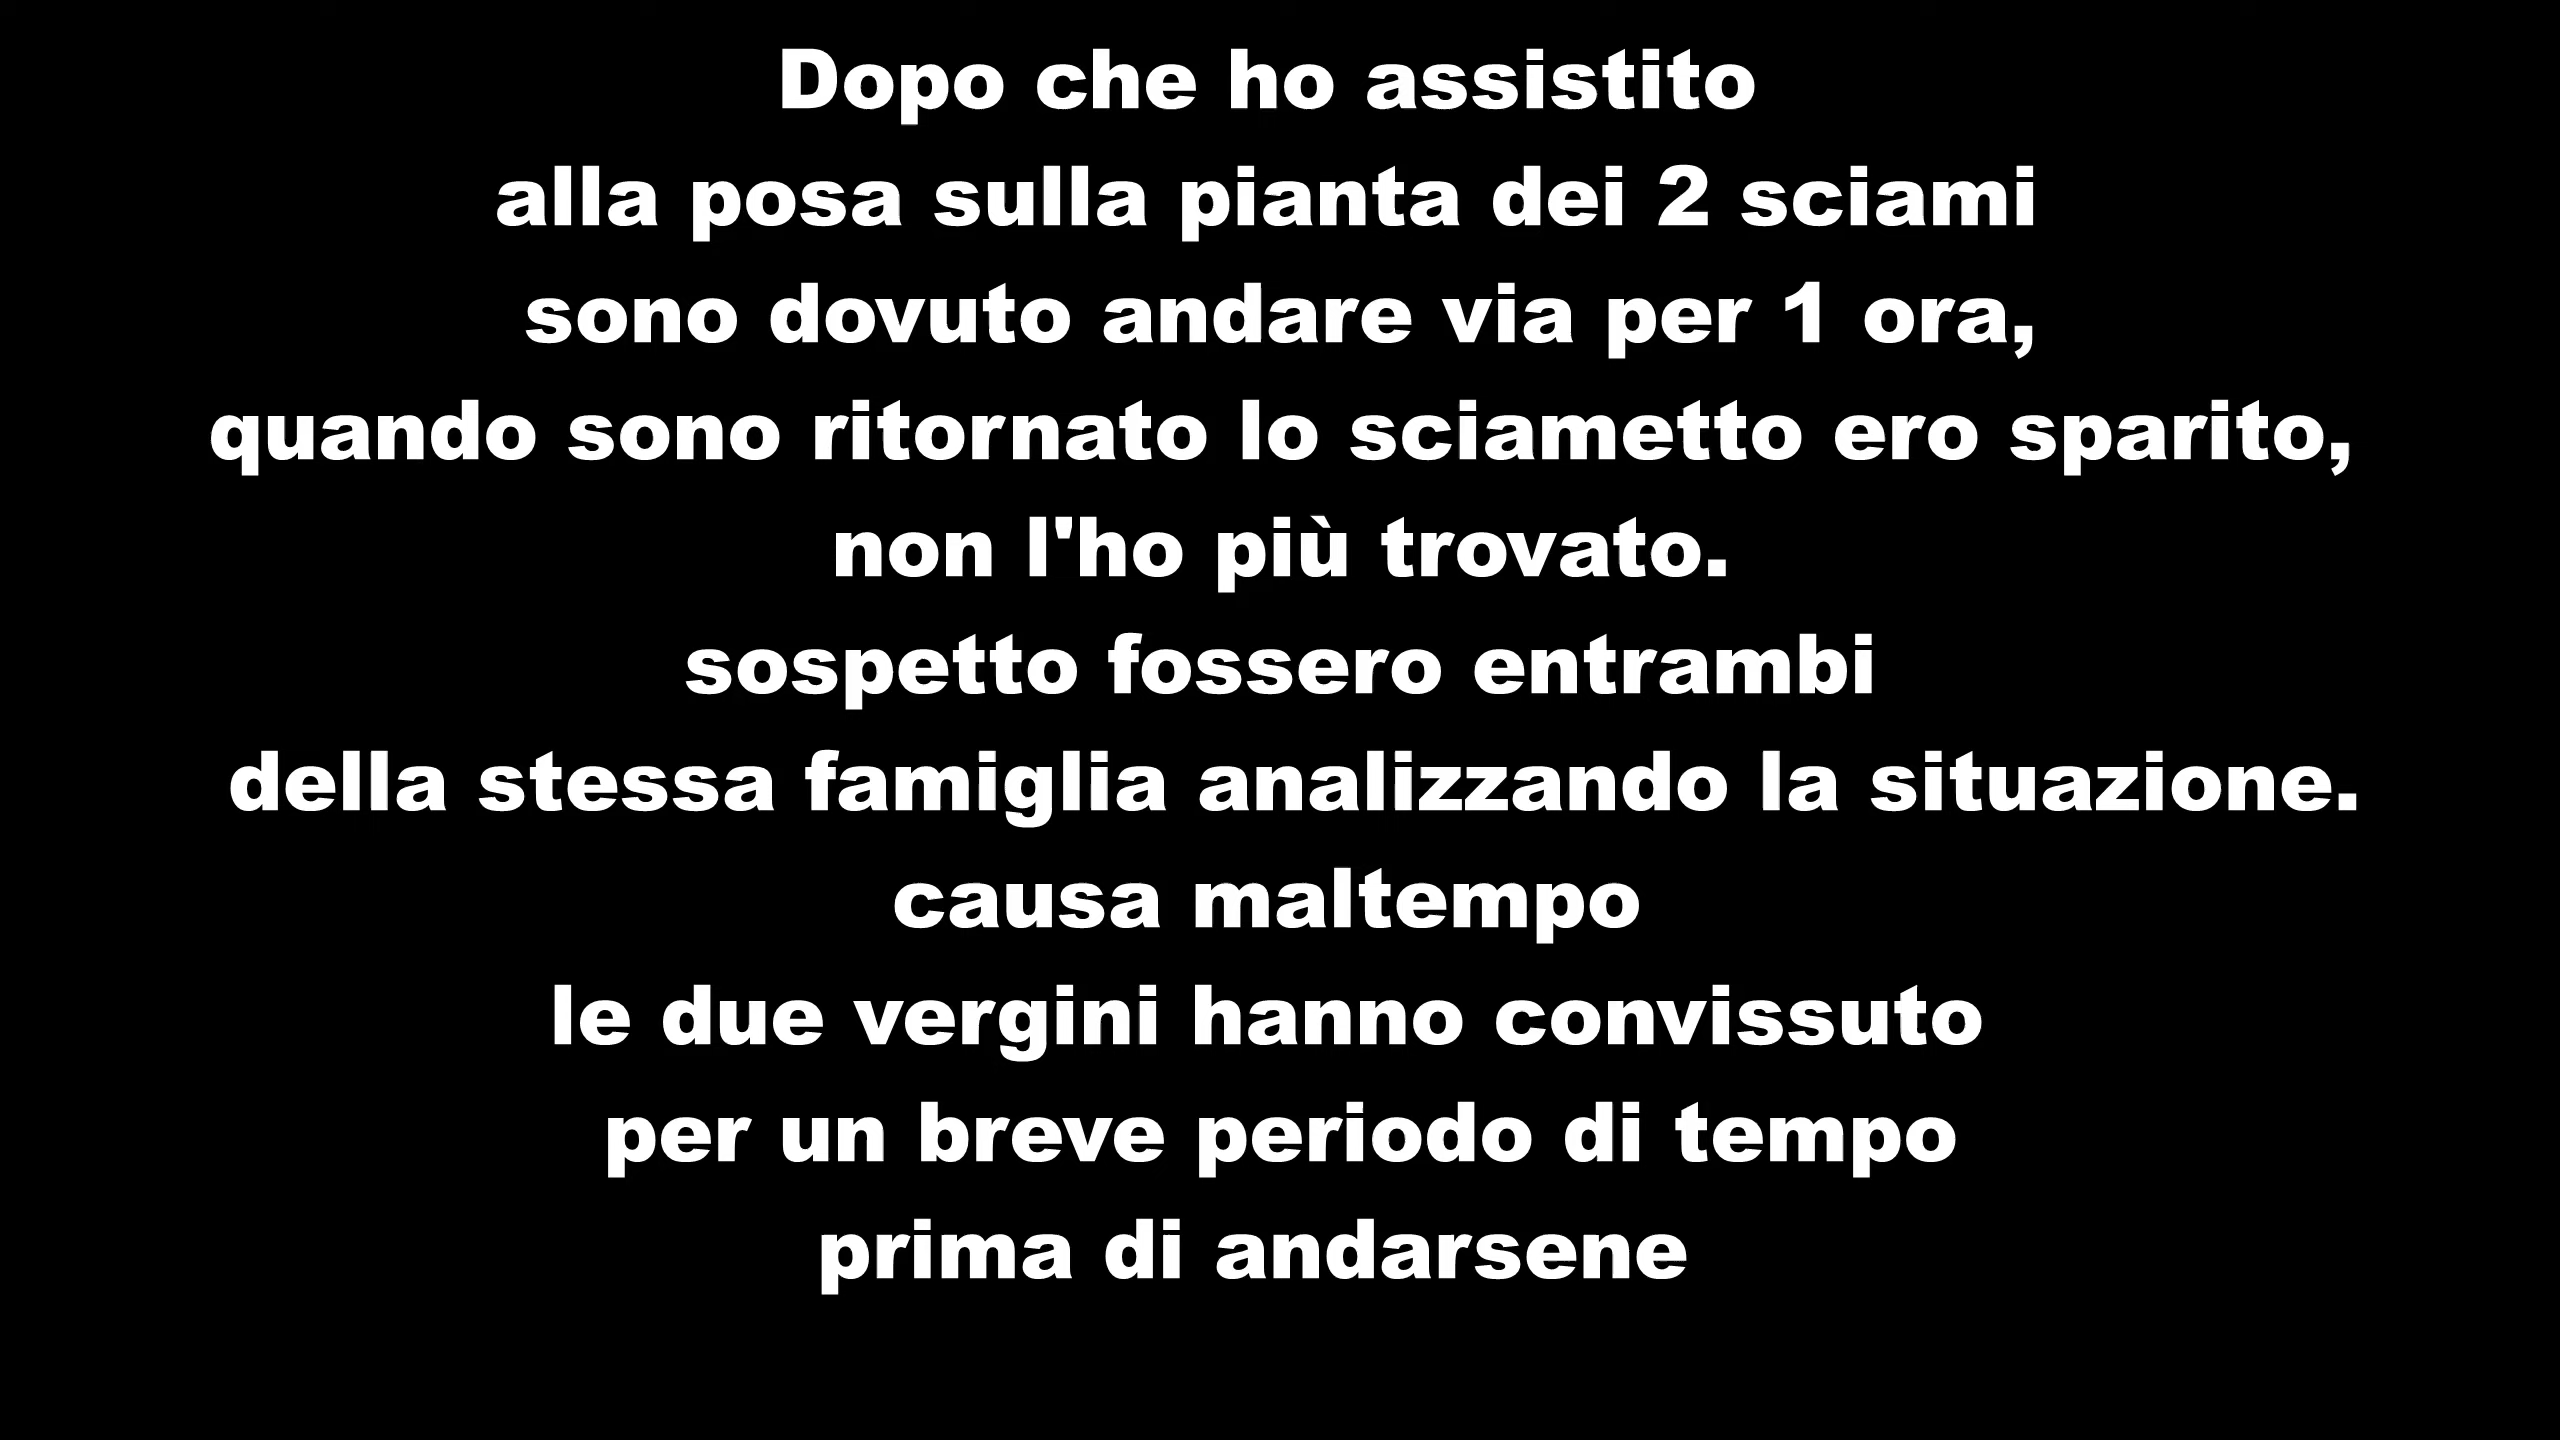 Dopo che ho assistito
alla posa sulla pianta dei 2 sciami
sono dovuto andare via per 1 ora,
quando sono ritornato lo sciametto ero sparito,
non l'ho più trovato.
sospetto fossero entrambi
della stessa famiglia analizzando la situazione.
causa maltempo
le due vergini hanno convissuto
per un breve periodo di tempo
prima di andarsene